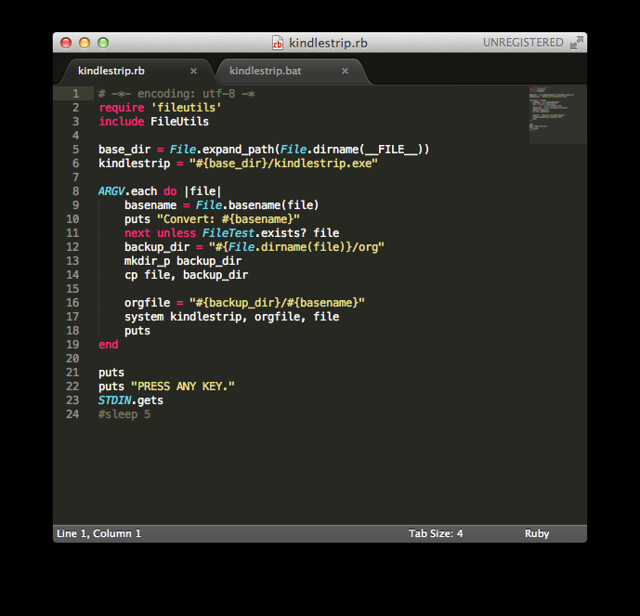 kindlestrip.rb
UNREGISTERED
kindlestrip.rb ×
kindlestrip.bat ×
1 # -*- encoding: utf-8 -*
2 require 'fileutils'
3 include FileUtils
4
5 base_dir = File.expand_path(File.dirname(__FILE__))
6 kindlestrip = "#{base_dir}/kindlestrip.exe"
7
8 ARGV.each do |file|
9     basename = File.basename(file)
10     puts "Convert: #{basename}"
11     next unless FileTest.exists? file
12     backup_dir = "#{File.dirname(file)}/org"
13     mkdir_p backup_dir
14     cp file, backup_dir
15
16     orgfile = "#{backup_dir}/#{basename}"
17     system kindlestrip, orgfile, file
18     puts
19 end
20
21 puts
22 puts "PRESS ANY KEY."
23 STDIN.gets
24 #sleep 5
Line 1, Column 1
Tab Size: 4
Ruby